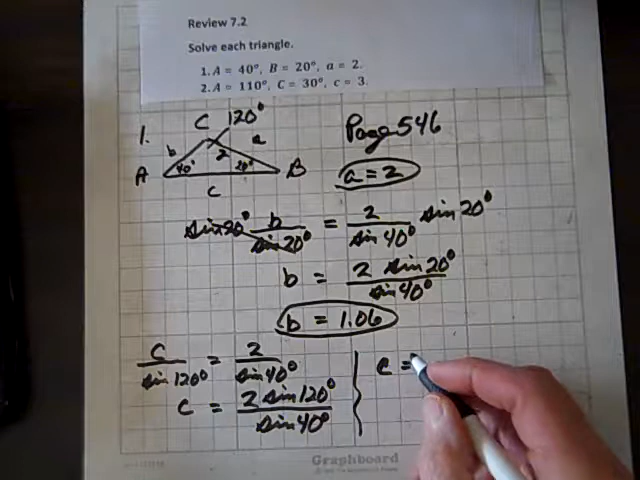 Review 7.2
Solve each triangle.
1. A = 40°, B = 20°, a = 2.
2. A = 110°, C = 30°, c = 3.
1.
C 120°
Page 546
b a
2
A 40° 20° B
a = 2
c
sin20° b / sin 20° = 2 / sin 40° sin 20°
b = 2 sin 20° / sin 40°
b = 1.06
c / sin 120° = 2 / sin 40°
c =
c = 2 sin 120° / sin 40°
Graphboard